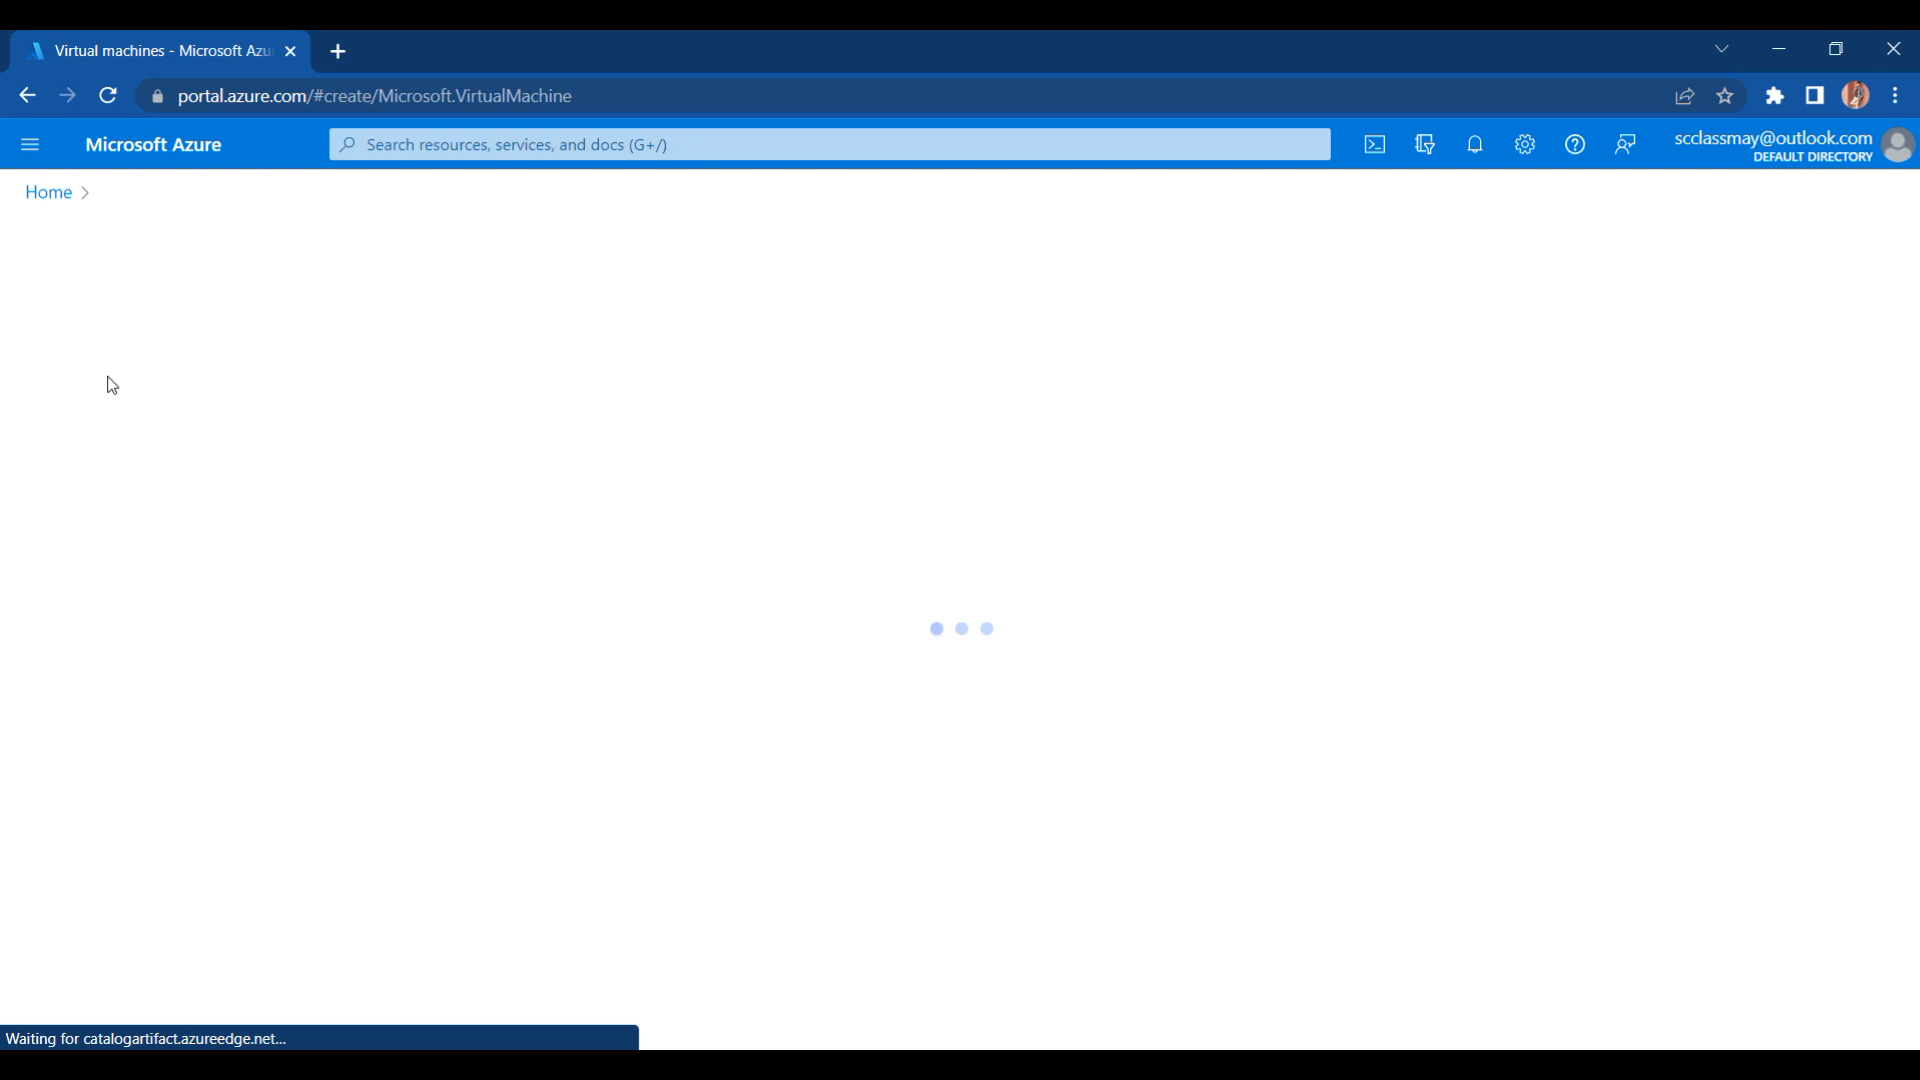 Virtual machines - Microsoft Azu
portal.azure.com/#create/Microsoft.VirtualMachine
Microsoft Azure
Search resources, services, and docs (G+/)
scclassmay@outlook.com
DEFAULT DIRECTORY
Home >
Waiting for catalogartifact.azureedge.net...